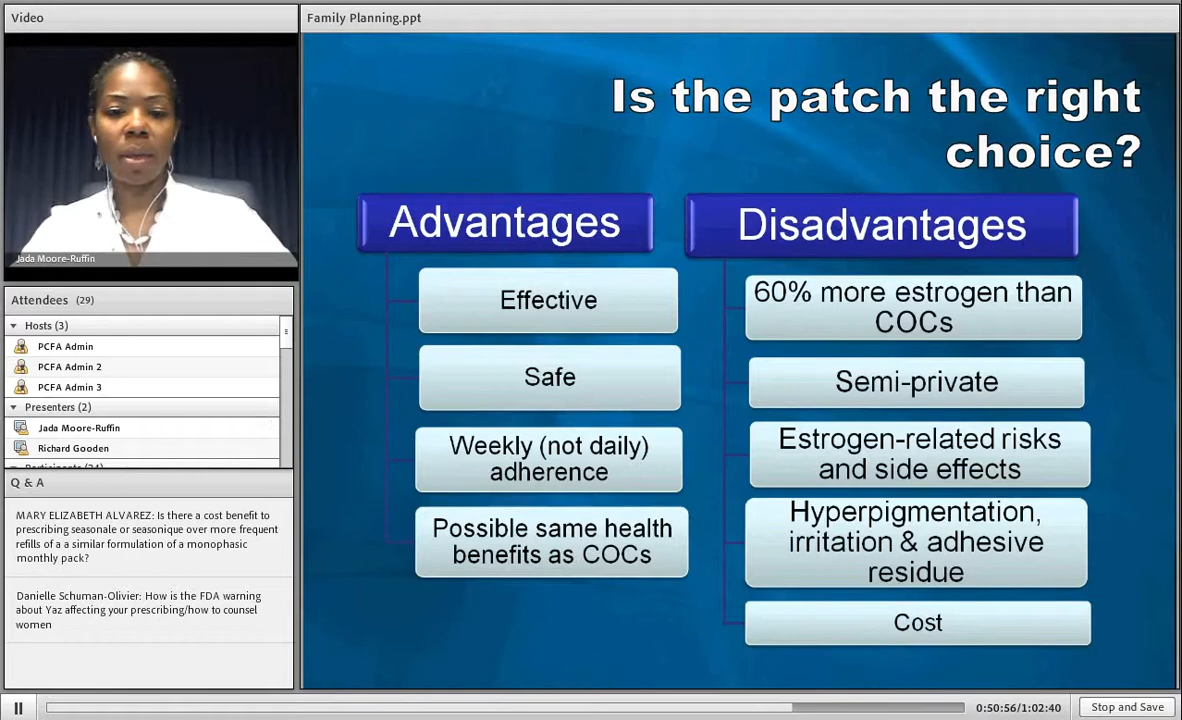 Video
Jada Moore-Ruffin
Attendees (29)
Hosts (3)
PCFA Admin
PCFA Admin 2
PCFA Admin 3
Presenters (2)
Jada Moore-Ruffin
Richard Gooden
Q & A
MARY ELIZABETH ALVAREZ: Is there a cost benefit to
prescribing seasonale or seasonique over more frequent
refills of a a similar formulation of a monophasic
monthly pack?
Danielle Schuman-Olivier: How is the FDA warning
about Yaz affecting your prescribing/how to counsel
women
Family Planning.ppt
Is the patch the right
choice?
Advantages
Effective
Safe
Weekly (not daily)
adherence
Possible same health
benefits as COCs
Disadvantages
60% more estrogen than
COCs
Semi-private
Estrogen-related risks
and side effects
Hyperpigmentation,
irritation & adhesive
residue
Cost
0:50:56/1:02:40
Stop and Save